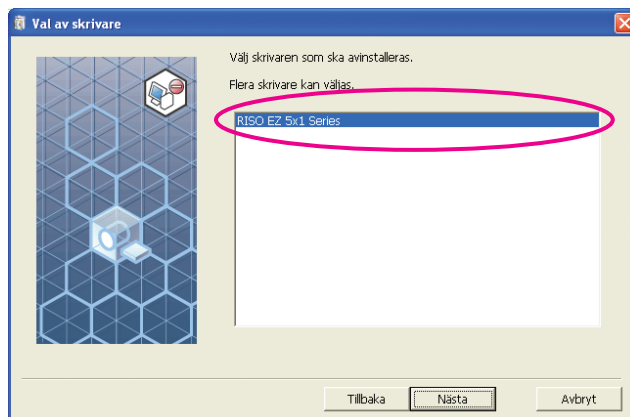 Val av skrivare
Välj skrivaren som ska avinstalleras.
Flera skrivare kan väljas.
RISO EZ 5x1 Series
Tillbaka
Nästa
Avbryt